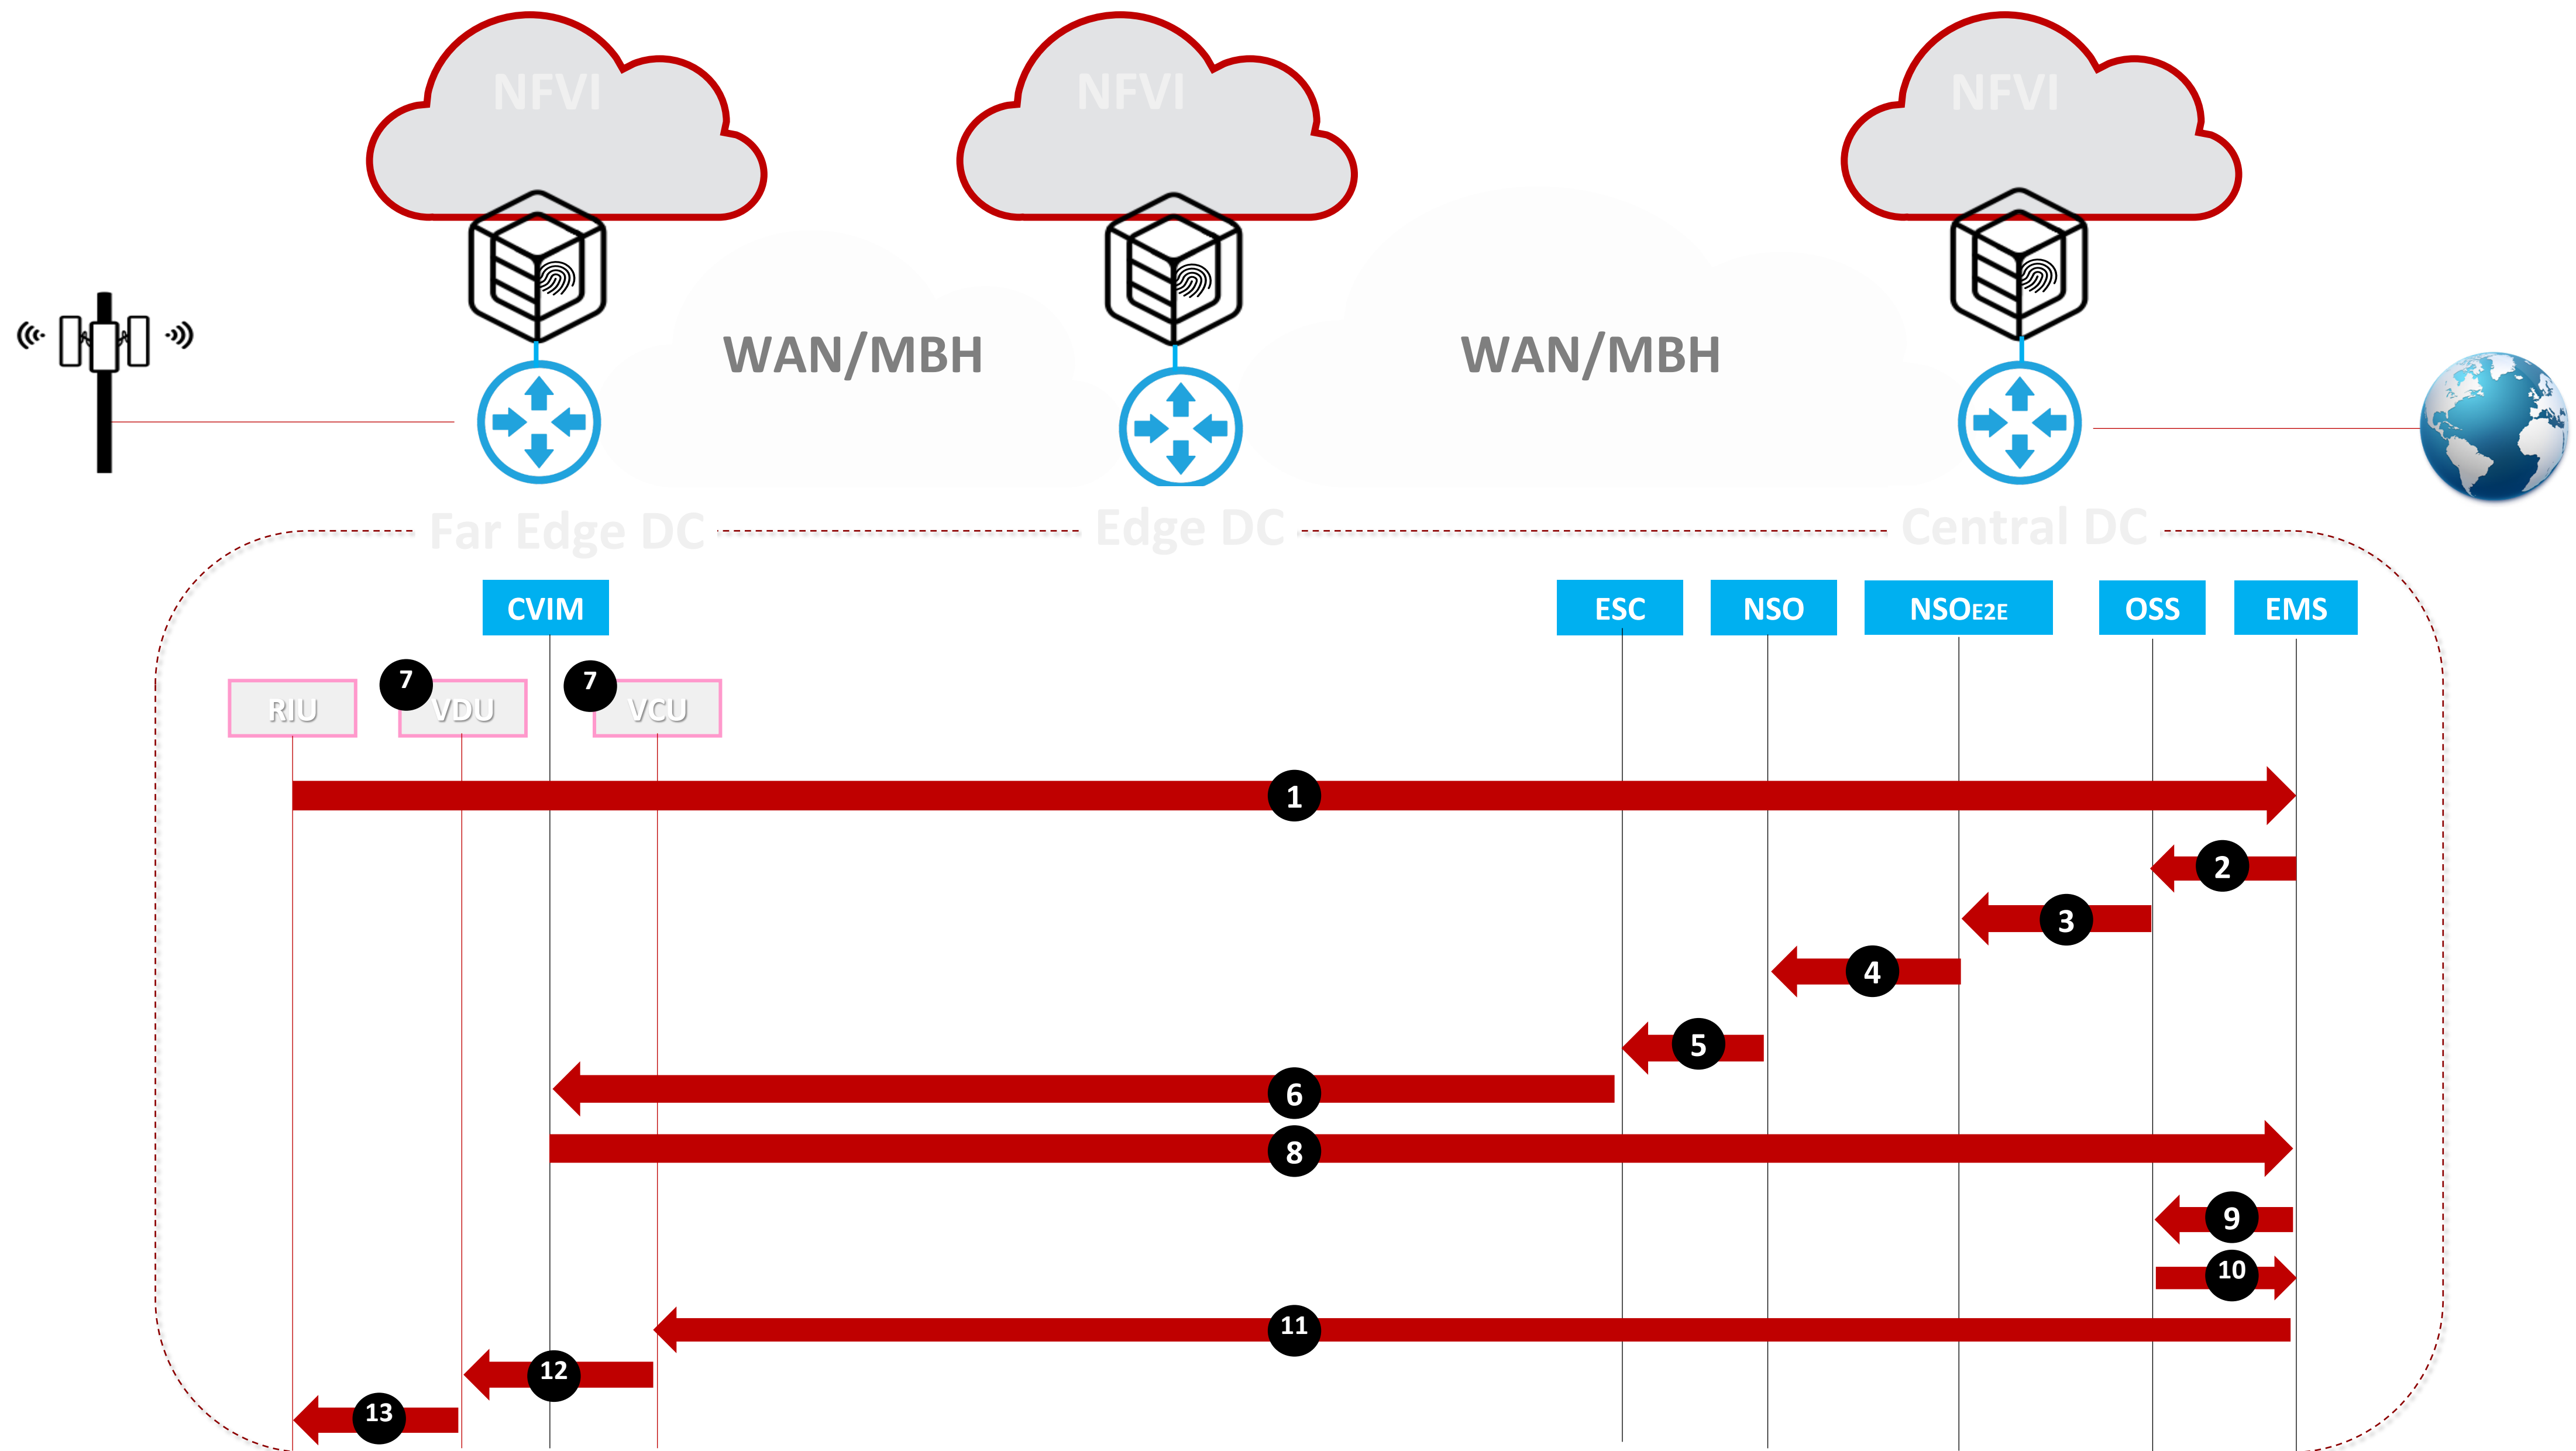 NFVI
NFVI
NFVI
WAN/MBH
WAN/MBH
Far Edge DC
Edge DC
Central DC
CVIM
ESC
NSO
NSOE2E
OSS
EMS
7
7
RIU
VDU
VCU
1
2
3
4
5
6
8
9
10
11
12
13